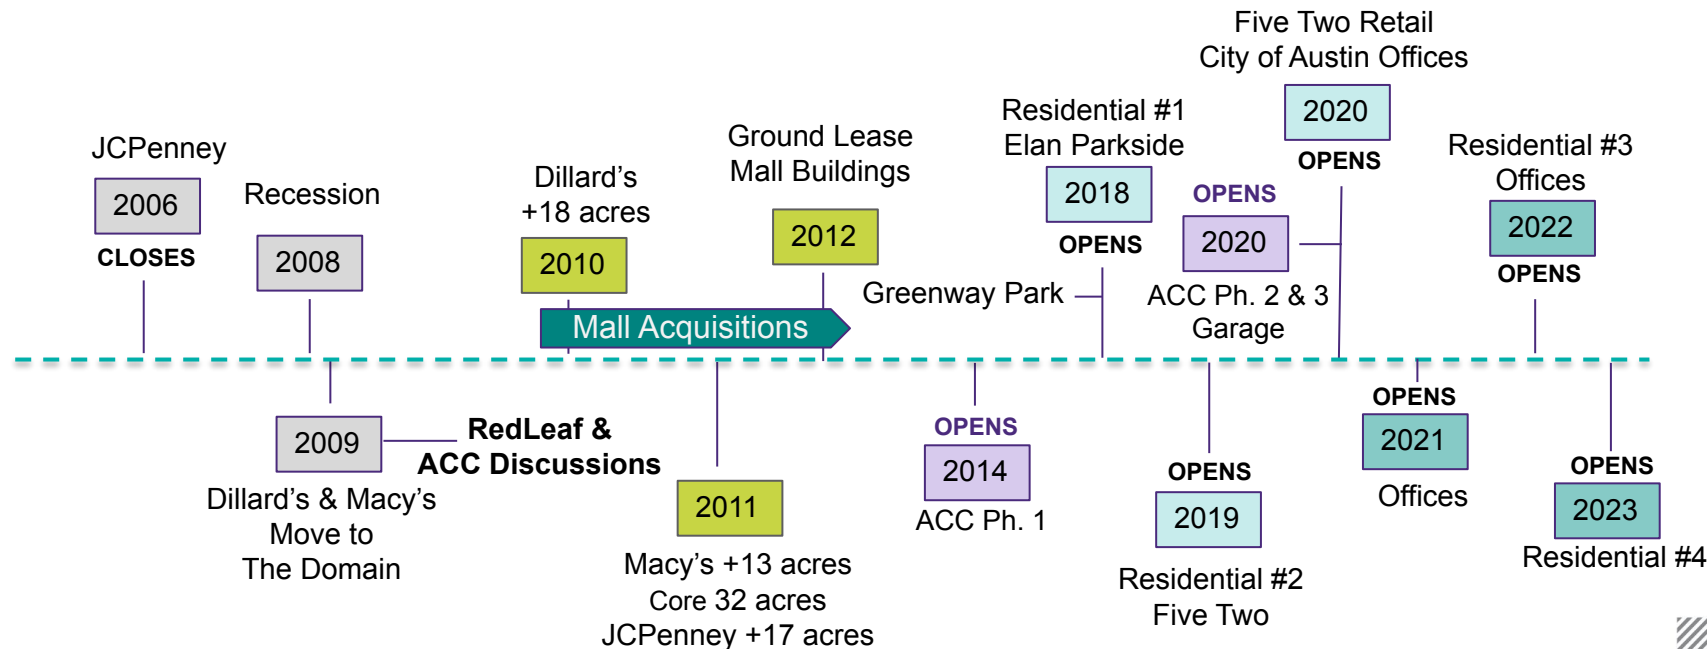 JCPenney
2006
CLOSES
Recession
2008
2009
RedLeaf &
ACC Discussions
Dillard’s & Macy’s
Move to
The Domain
Dillard’s
+18 acres
2010
Mall Acquisitions
2011
Macy’s +13 acres
Core 32 acres
JCPenney +17 acres
Ground Lease
Mall Buildings
2012
OPENS
2014
ACC Ph. 1
Residential #1
Elan Parkside
2018
OPENS
Greenway Park
OPENS
2019
Residential #2
Five Two
OPENS
2020
ACC Ph. 2 & 3
Garage
Five Two Retail
City of Austin Offices
2020
OPENS
OPENS
2021
Offices
Residential #3
Offices
2022
OPENS
OPENS
2023
Residential #4